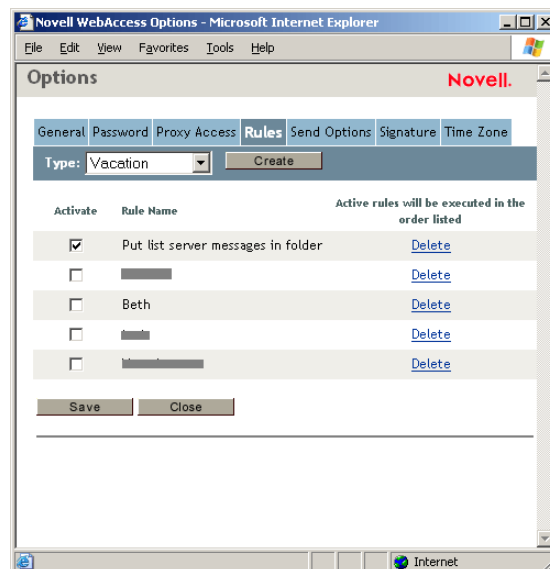 Novell WebAccess Options - Microsoft Internet Explorer
File Edit View Favorites Tools Help
Options
Novell.
General Password Proxy Access Rules Send Options Signature Time Zone
Type: Vacation Create
Activate Rule Name Active rules will be executed in the
order listed
Put list server messages in folder Delete
Delete
Beth Delete
Delete
Delete
Save Close
Internet